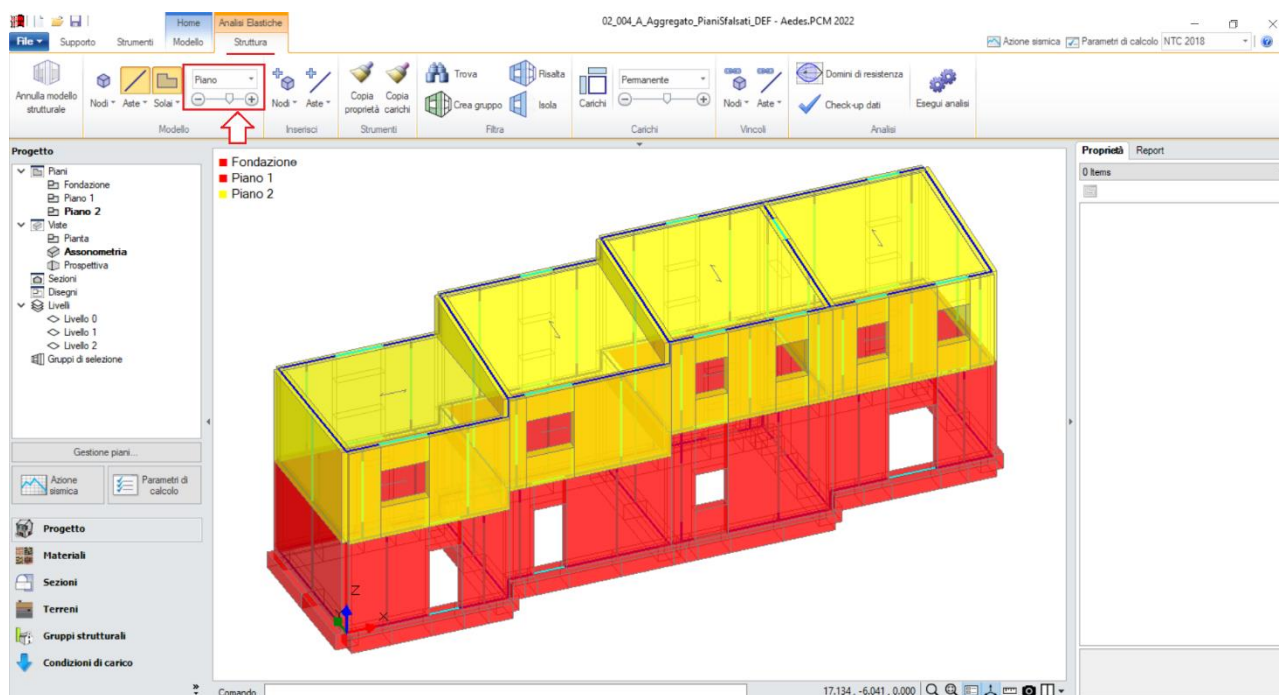 Home
Analisi Elastiche
02_004_A_Aggregato_PianiSfalsati_DEF - Aedes.PCM 2022
File
Supporto
Strumenti
Modello
Struttura
Azione sismica
Parametri di calcolo
NTC 2018
Annulla modello
strutturale
Nodi
Aste
Solai
Piano
Modello
Nodi
Aste
Inserisci
Copia
proprietà
Copia
carichi
Strumenti
Trova
Crea gruppo
Risalta
Isola
Filtra
Carichi
Permanente
Carichi
Nodi
Aste
Vincoli
Domini di resistenza
Check-up dati
Esegui analisi
Analisi
Progetto
Piani
Fondazione
Piano 1
Piano 2
Viste
Pianta
Assonometria
Prospettiva
Sezioni
Disegni
Livelli
Livello 0
Livello 1
Livello 2
Gruppi di selezione
Gestione piani...
Azione
sismica
Parametri di
calcolo
Progetto
Materiali
Sezioni
Terreni
Gruppi strutturali
Condizioni di carico
Fondazione
Piano 1
Piano 2
Z
X
Proprietà
Report
0 Items
Comando
17.134 , -6.041 , 0.000